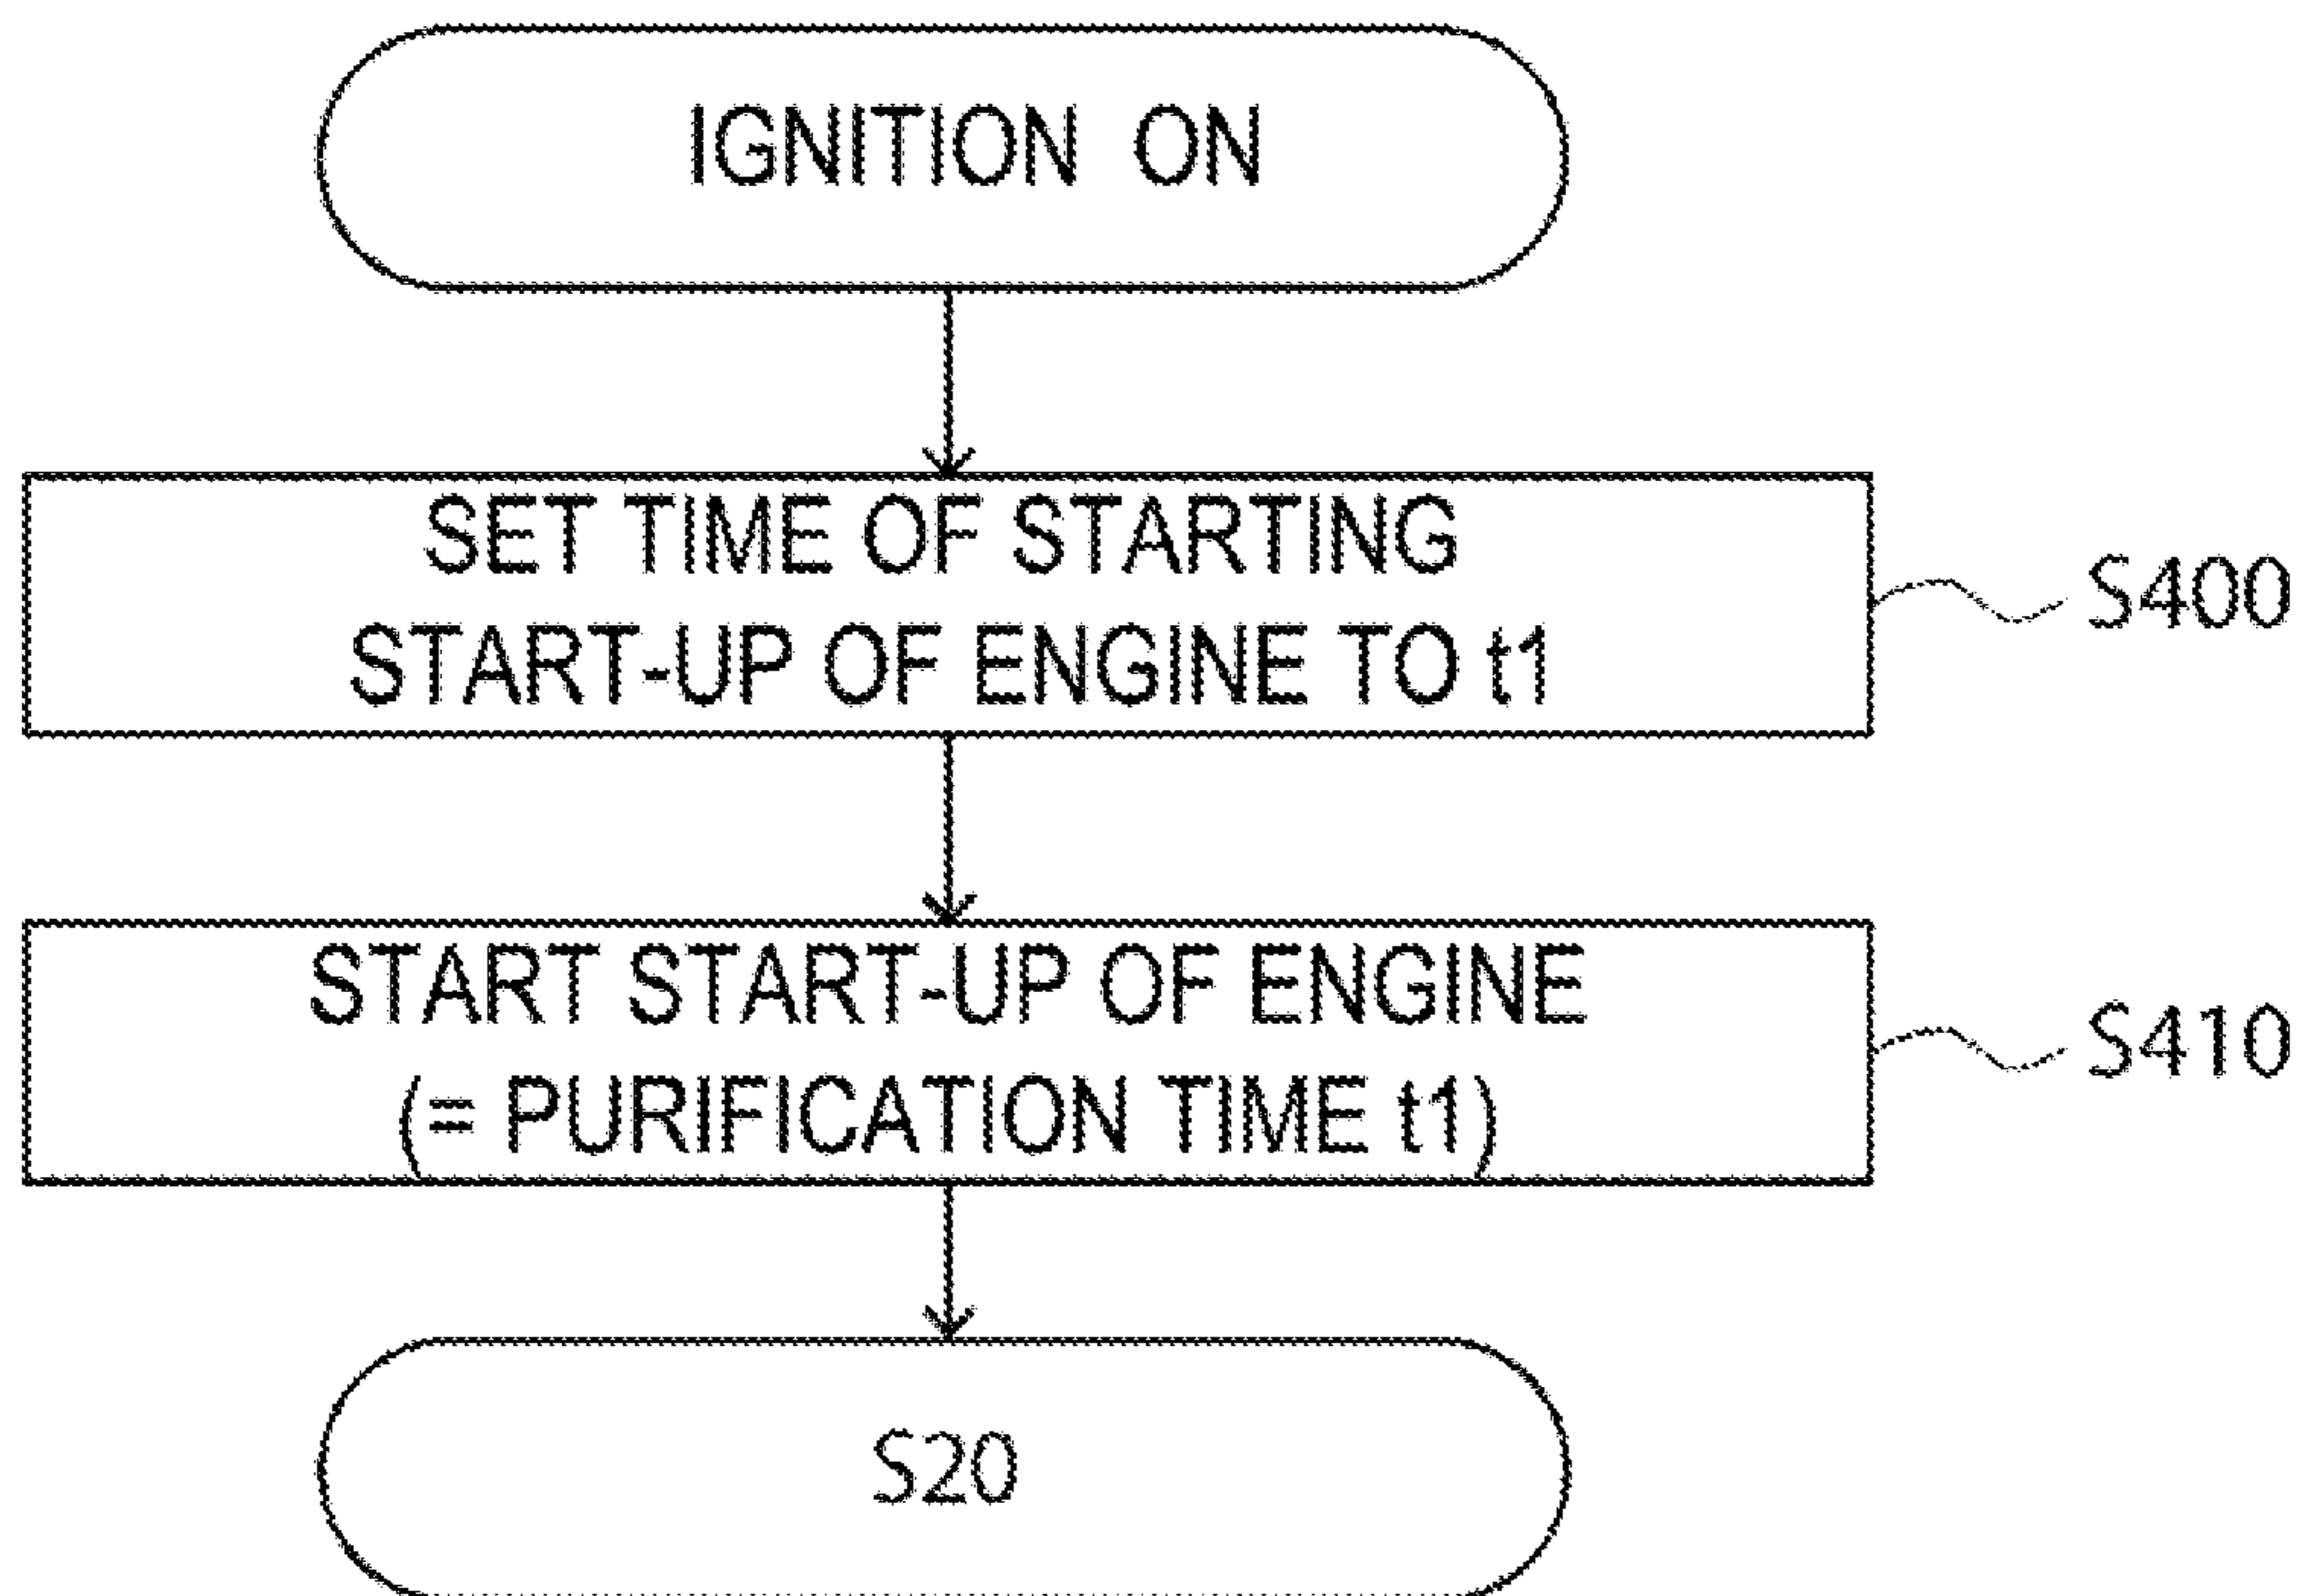 IGNITION ON
SET TIME OF STARTING
START-UP OF ENGINE TO t1
S400
START START-UP OF ENGINE
(= PURIFICATION TIME t1)
S410
S20